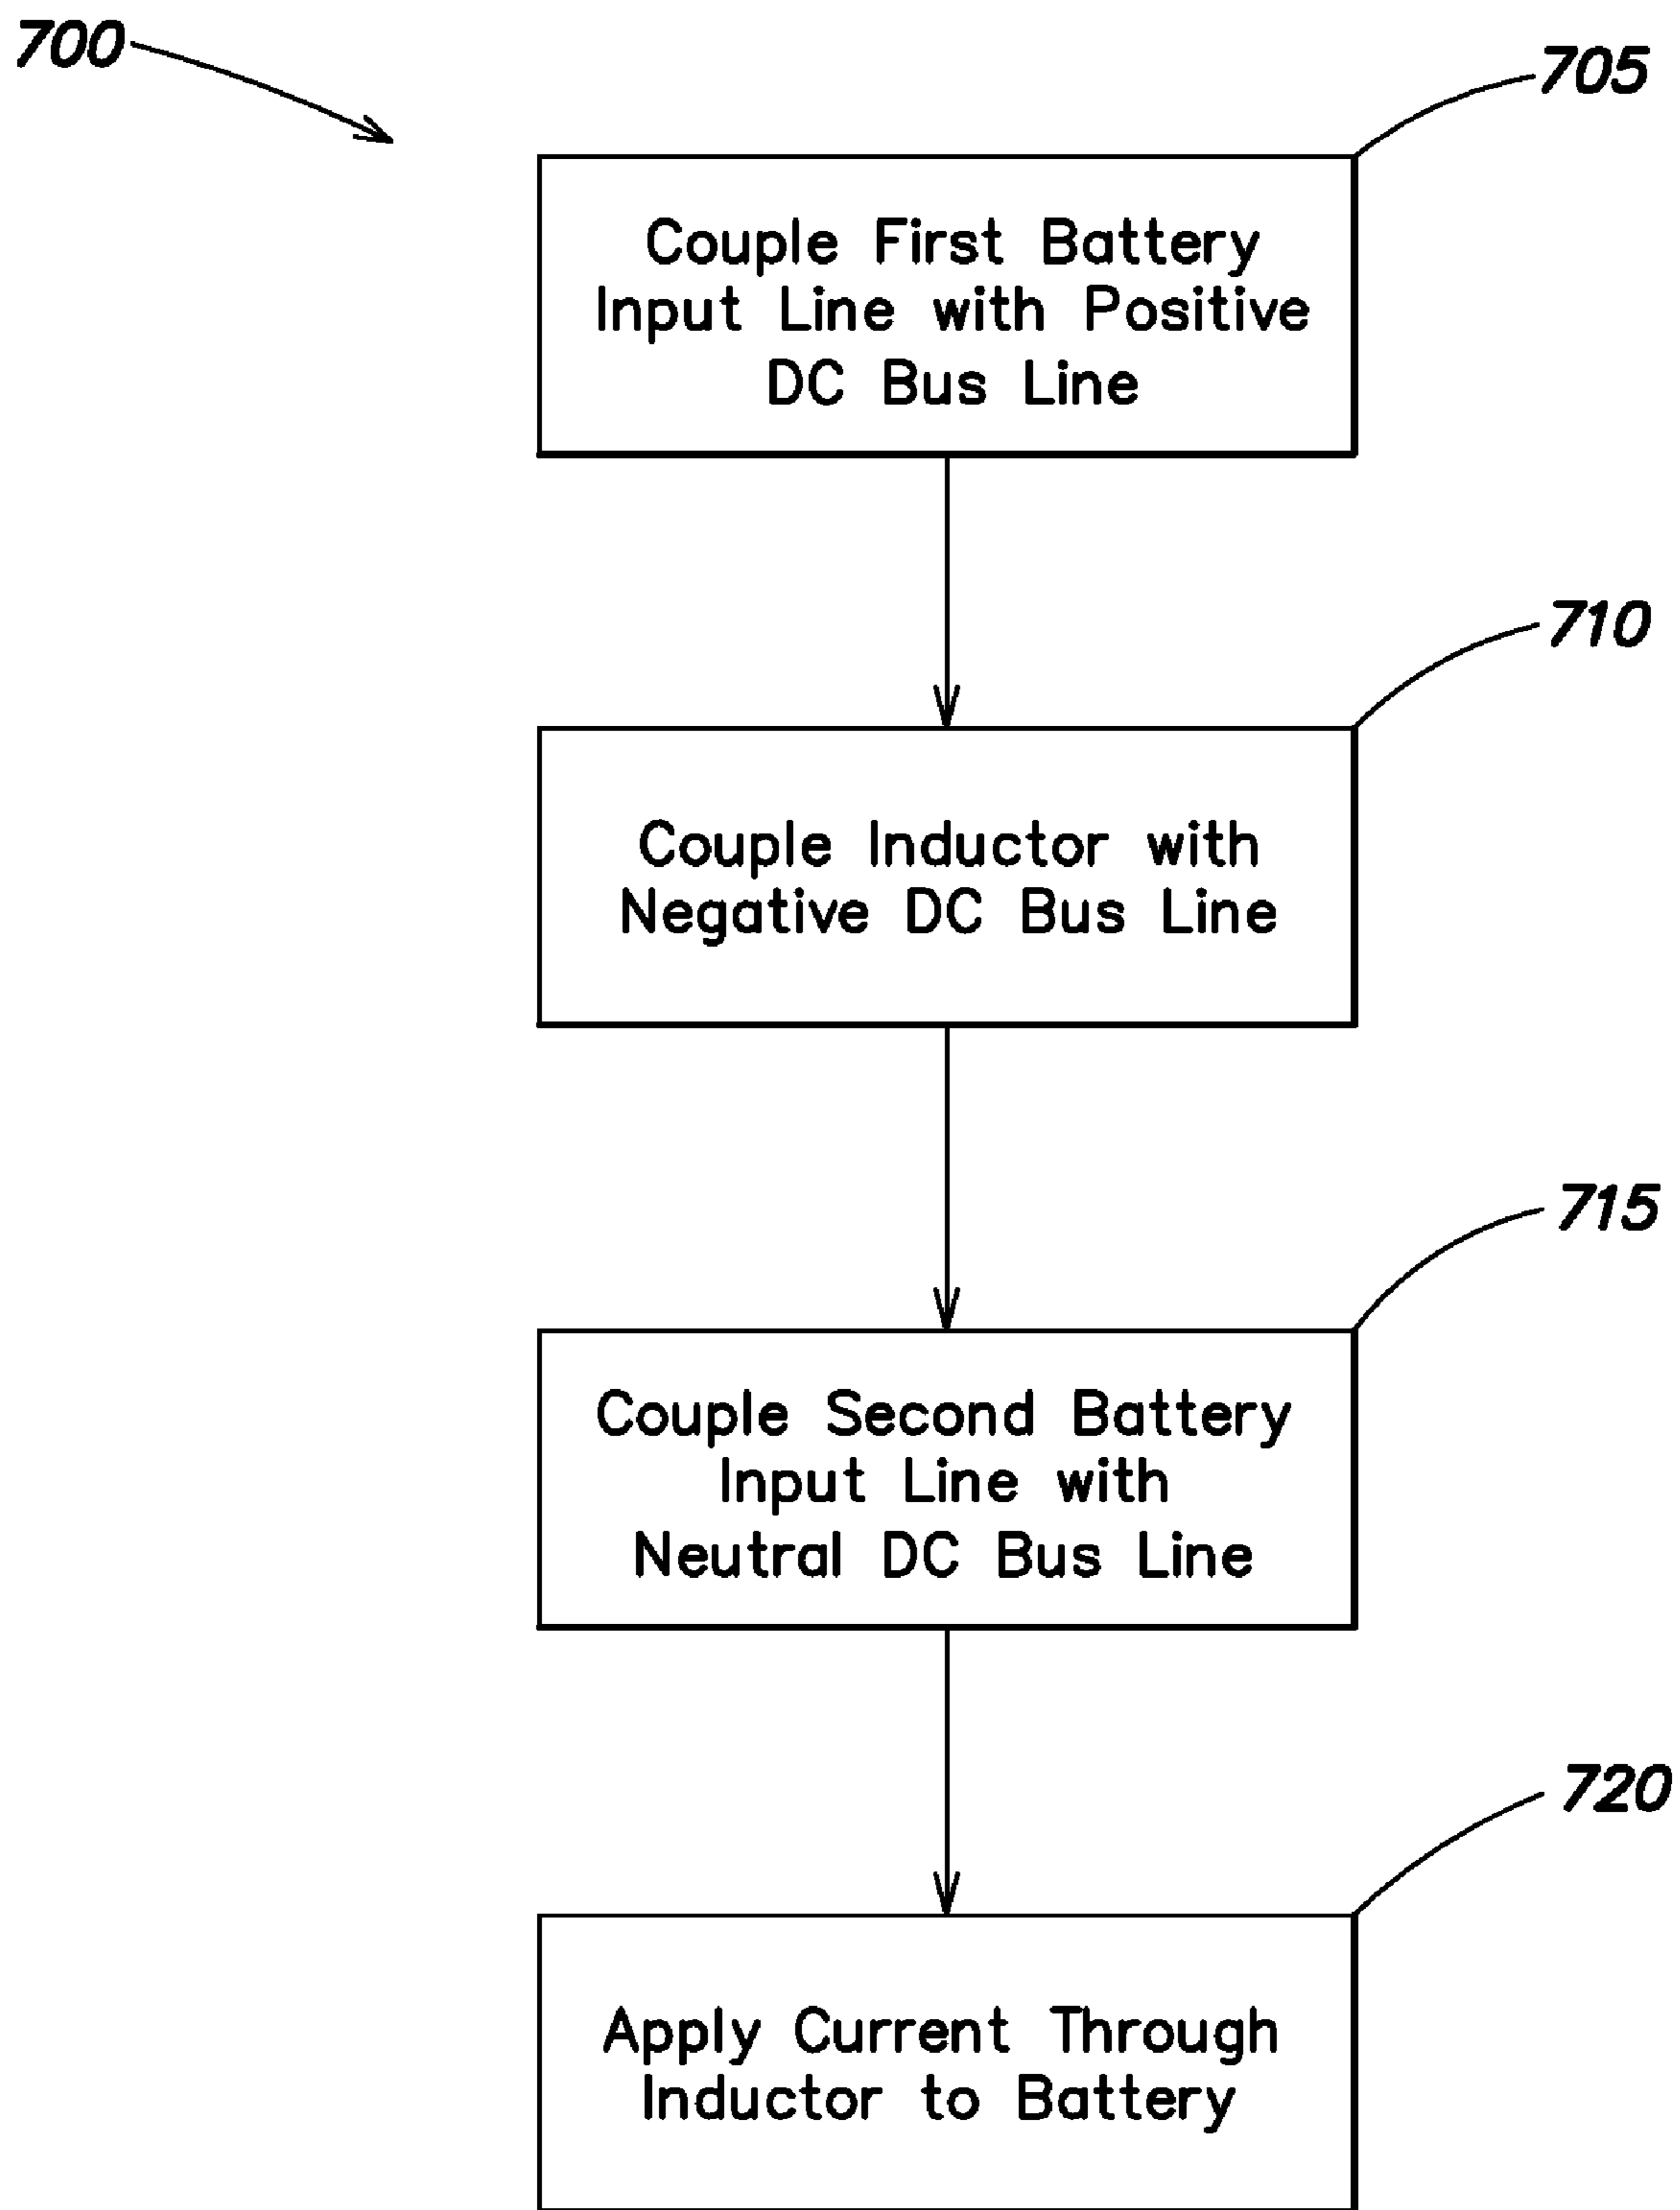 700
705
Couple First Battery
Input Line with Positive
DC Bus Line
710
Couple Inductor with
Negative DC Bus Line
715
Couple Second Battery
Input Line with
Neutral DC Bus Line
720
Apply Current Through
Inductor to Battery